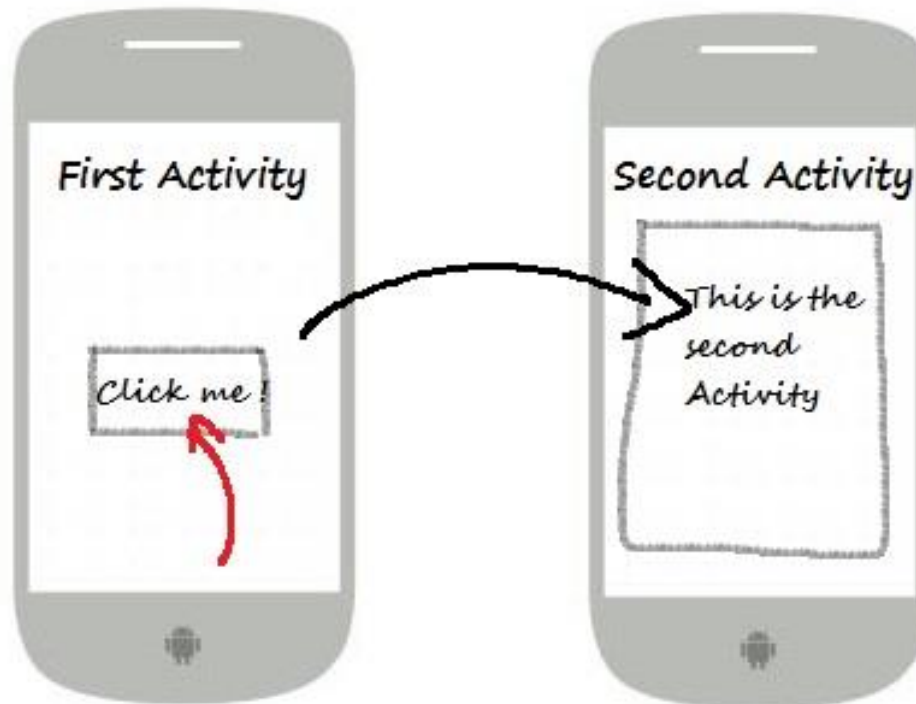 First Activity
Click me !
Second Activity
This is the
second
Activity